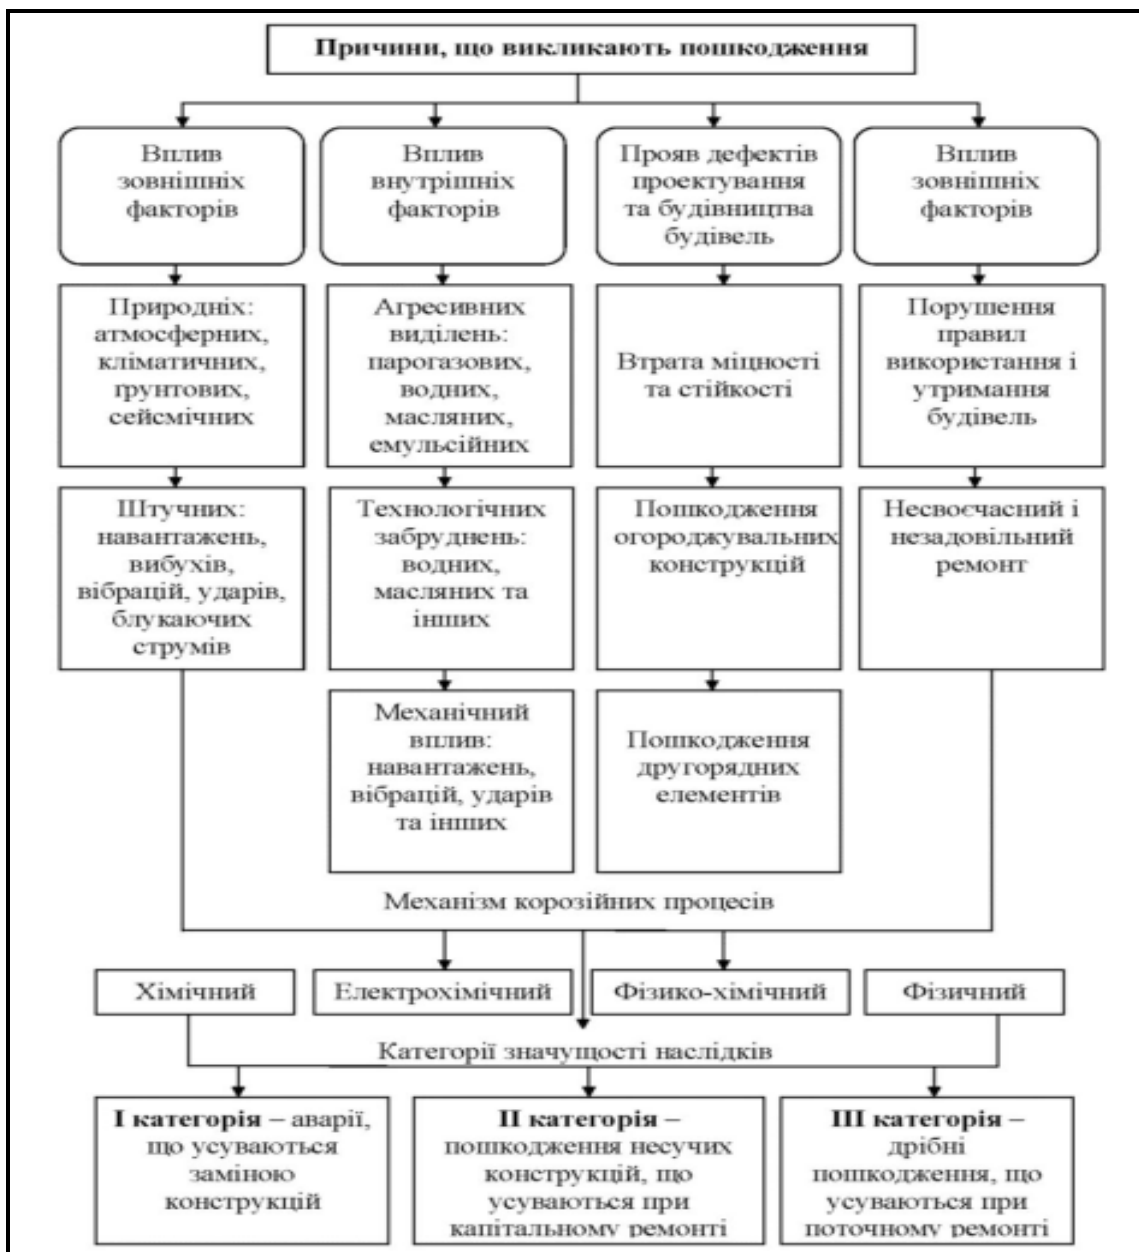 Причини, що викликають пошкодження
Вплив
зовнішніх
факторів
Вплив
внутрішніх
факторів
Прояв дефектів
проектування
та будівництва
будівель
Вплив
зовнішніх
факторів
Природніх:
атмосферних,
кліматичних,
ґрунтових,
сейсмічних
Агресивних
виділень:
парогазових,
водних,
масляних,
емульсійних
Втрата міцності
та стійкості
Порушення
правил
використання і
утримання
будівель
Штучних:
навантажень,
вибухів,
вібрацій, ударів,
блукаючих
струмів
Технологічних
забруднень:
водних,
масляних та
інших
Пошкодження
огороджувальних
конструкцій
Несвоєчасний і
незадовільний
ремонт
Механічний
вплив:
навантажень,
вібрацій, ударів
та інших
Пошкодження
другорядних
елементів
Механізм корозійних процесів
Хімічний
Електрохімічний
Фізико-хімічний
Фізичний
Категорії значущості наслідків
I категорія – аварії,
що усуваються
заміною
конструкцій
II категорія –
пошкодження несучих
конструкцій, що
усуваються при
капітальному ремонті
III категорія –
дрібні
пошкодження, що
усуваються при
поточному ремонті